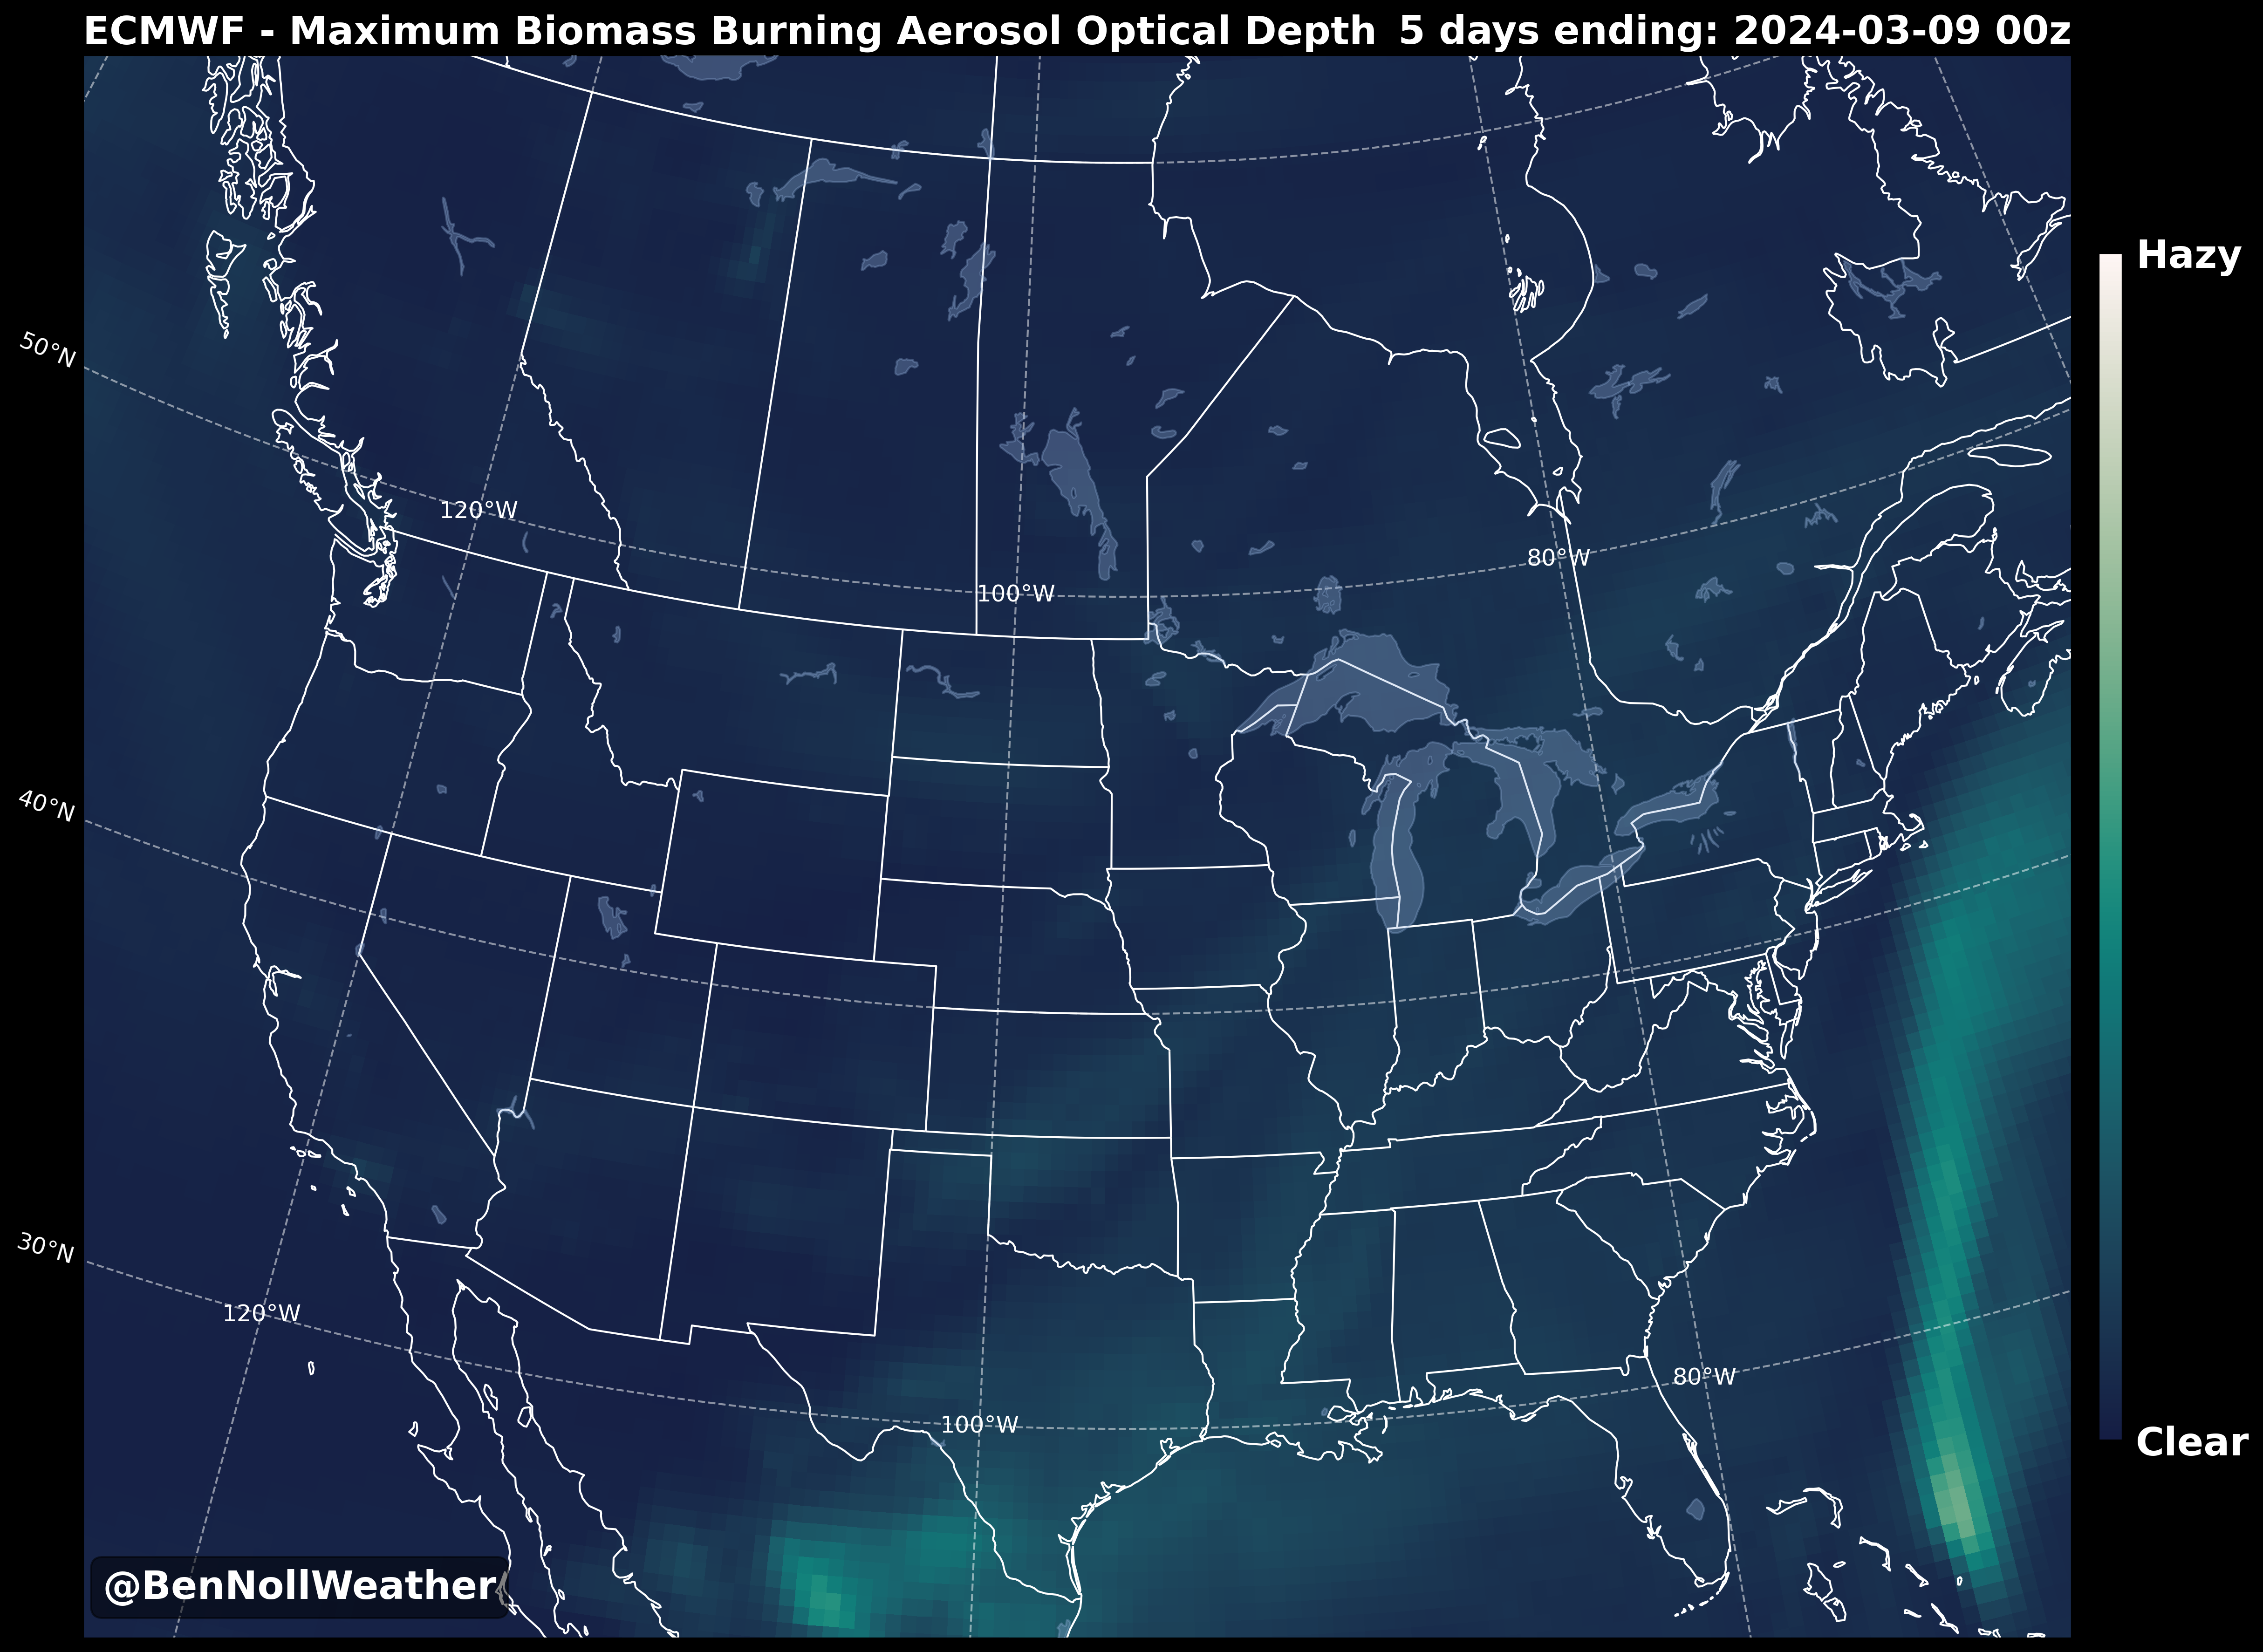 ECMWF - Maximum Biomass Burning Aerosol Optical Depth 5 days ending: 2024-03-09 00z
Hazy
50°N
120°W
80°W
100°W
40°N
30°N
120°W
80°W
100°W
Clear
@BenNollWeather